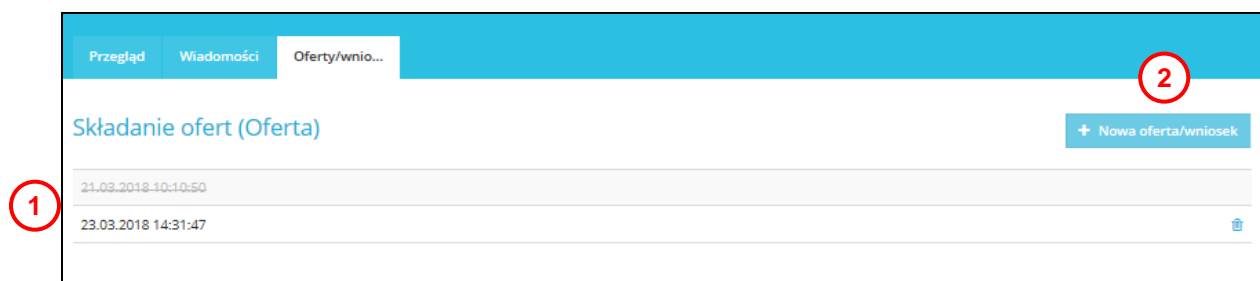 Przegląd Wiadomości Oferty/wnio...
2
Składanie ofert (Oferta)
+ Nowa oferta/wniosek
21.03.2018 10:10:50
1
23.03.2018 14:31:47